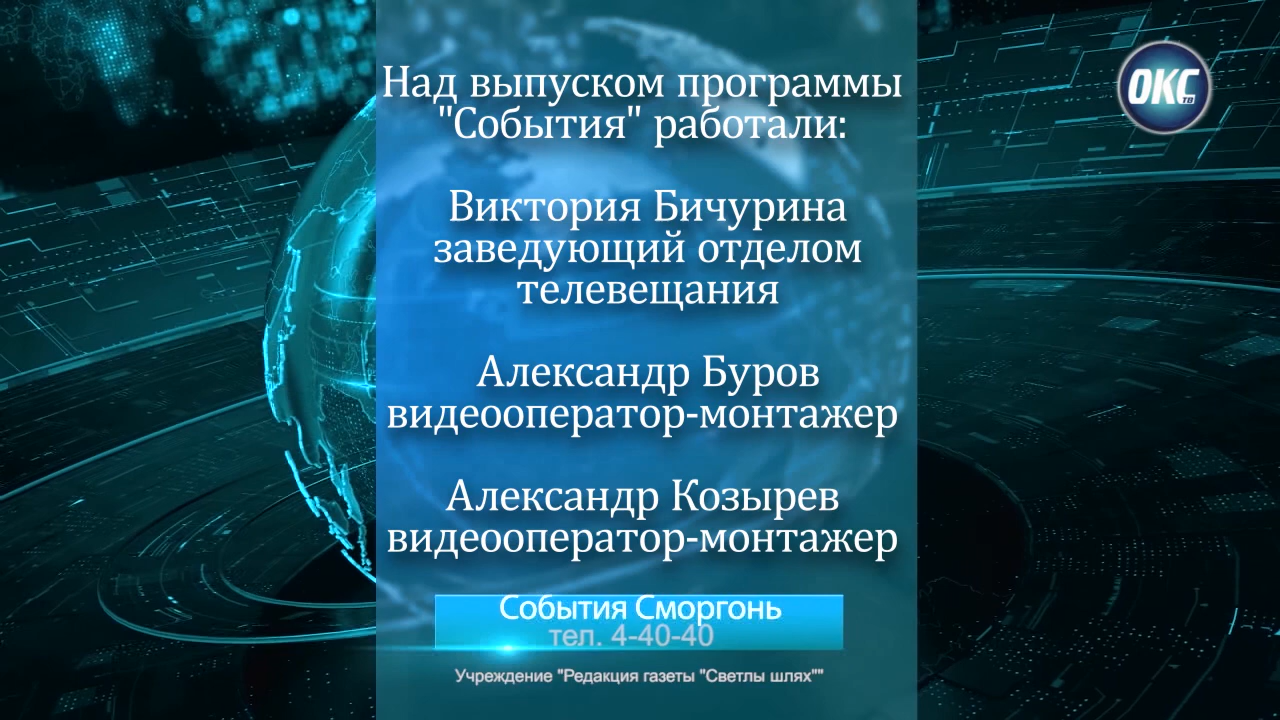 ОКС ТВ
Над выпуском программы
"События" работали:
Виктория Бичурина
заведующий отделом
телевещания
Александр Буров
видеооператор-монтажер
Александр Козырев
видеооператор-монтажер
События Сморгонь
тел. 4-40-40
Учреждение "Редакция газеты "Светлы шлях""